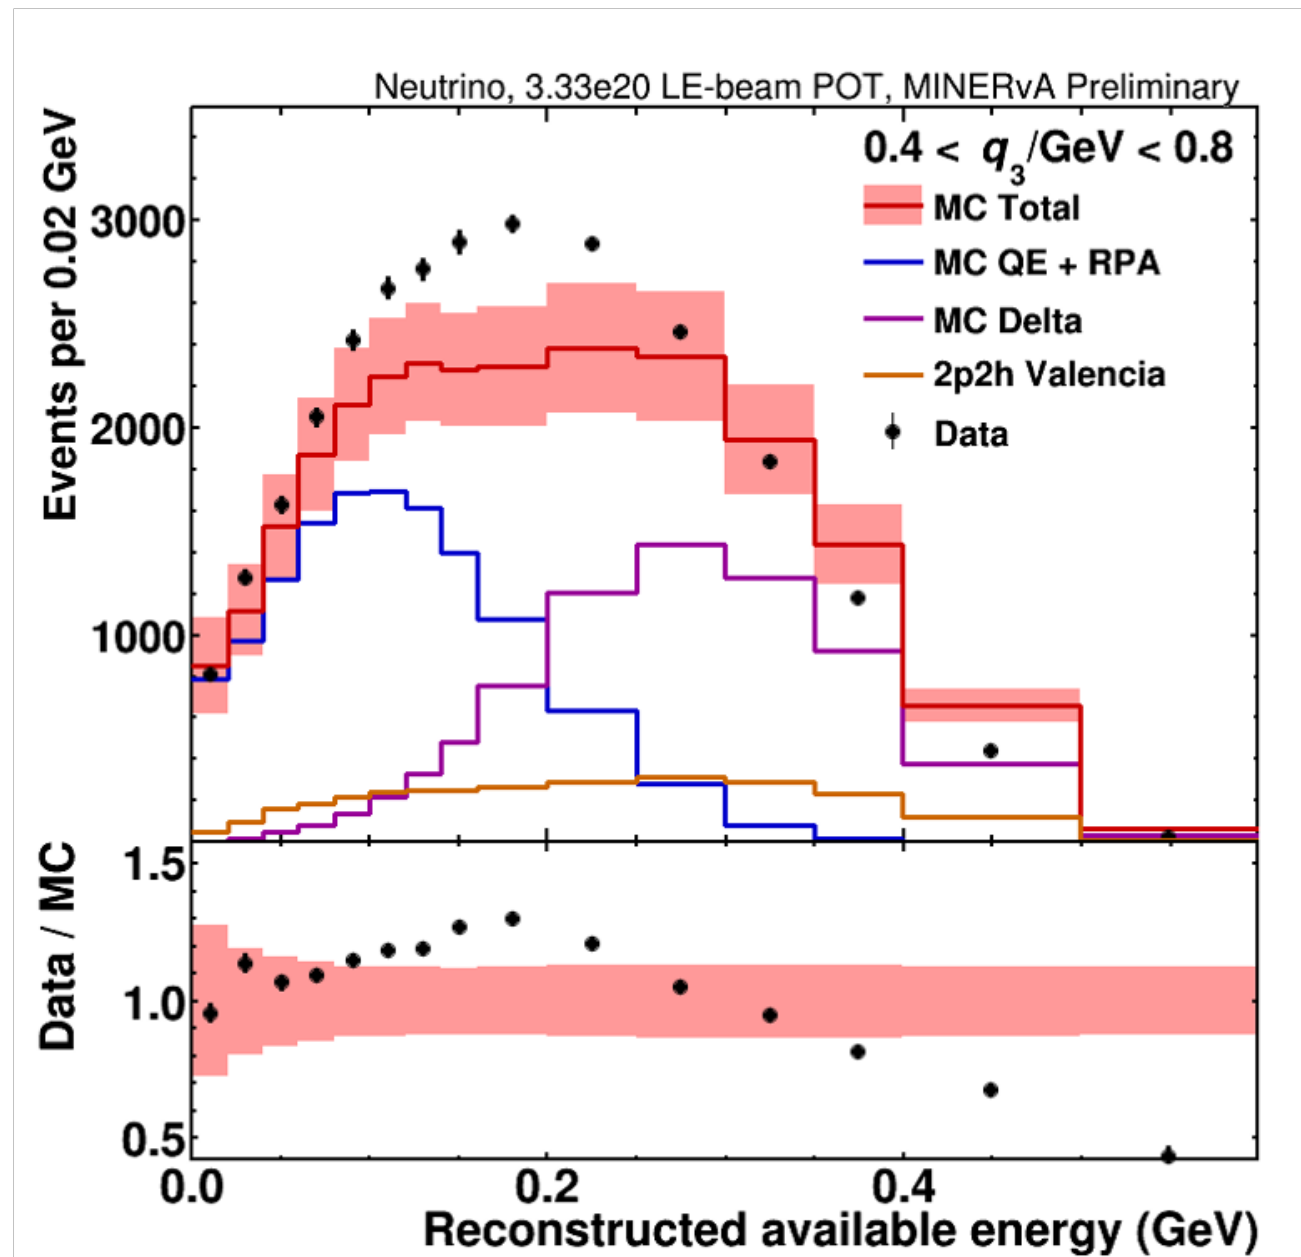 Neutrino, 3.33e20 LE-beam POT, MINERvA Preliminary
0.4 < q3/GeV < 0.8
MC Total
MC QE + RPA
MC Delta
2p2h Valencia
Data
Events per 0.02 GeV
3000
2000
1000
Data / MC
1.5
1.0
0.5
0.0 0.2 0.4
Reconstructed available energy (GeV)